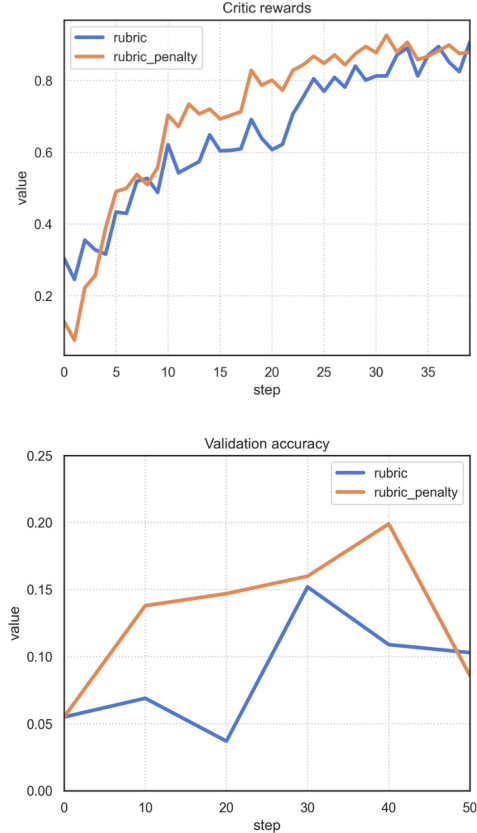 Critic rewards
rubric
rubric_penalty
value
0.8
0.6
0.4
0.2
0 5 10 15 20 25 30 35
step
Validation accuracy
rubric
rubric_penalty
value
0.25
0.20
0.15
0.10
0.05
0.00
0 10 20 30 40 50
step